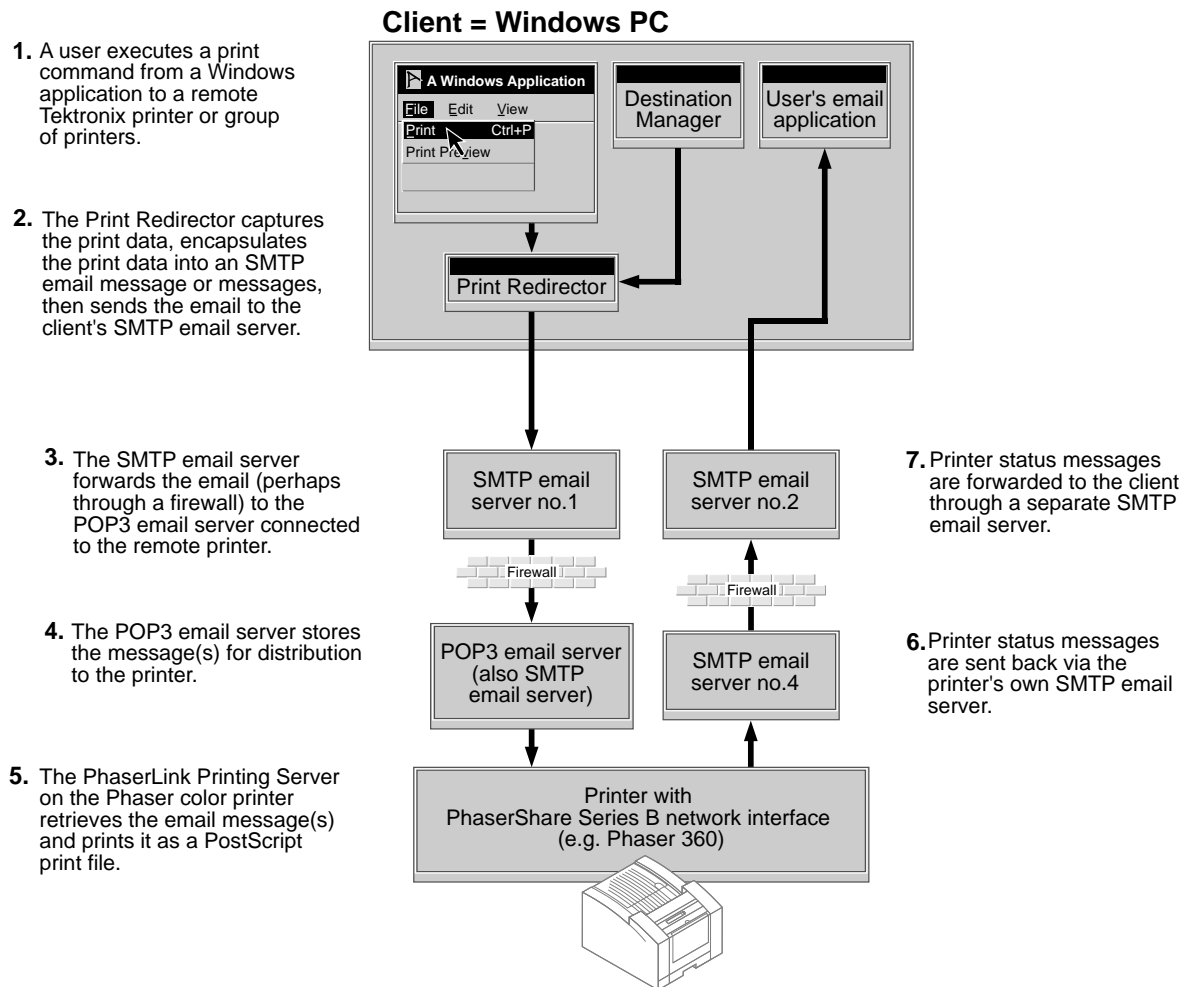 Client = Windows PC
1. A user executes a print
command from a Windows
application to a remote
Tektronix printer or group
of printers.
A Windows Application
File Edit View
Print Ctrl+P
Print Preview
Destination
Manager
User's email
application
2. The Print Redirector captures
the print data, encapsulates
the print data into an SMTP
email message or messages,
then sends the email to the
client's SMTP email server.
Print Redirector
3. The SMTP email server
forwards the email (perhaps
through a firewall) to the
POP3 email server connected
to the remote printer.
SMTP email
server no.1
Firewall
4. The POP3 email server stores
the message(s) for distribution
to the printer.
POP3 email server
(also SMTP
email server)
5. The PhaserLink Printing Server
on the Phaser color printer
retrieves the email message(s)
and prints it as a PostScript
print file.
Printer with
PhaserShare Series B network interface
(e.g. Phaser 360)
6. Printer status messages
are sent back via the
printer's own SMTP email
server.
SMTP email
server no.4
Firewall
7. Printer status messages
are forwarded to the client
through a separate SMTP
email server.
SMTP email
server no.2